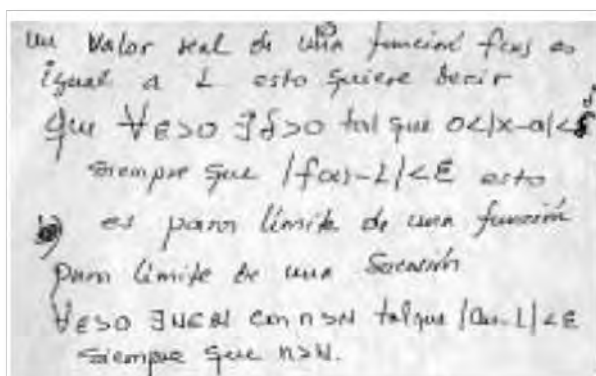 Un valor real de una función f(x) es
igual a L esto quiere decir
que ∀ε>0 ∃δ>0 tal que 0<|x-a|<δ
siempre que |f(x)-L|<ε esto
es para límite de una función
para límite de una sucesión
∀ε>0 ∃N∈ℕ con n>N tal que |an-L|<ε
siempre que n>N.